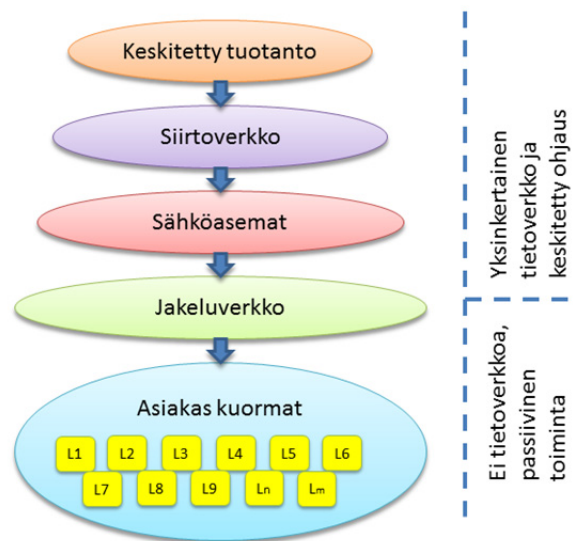 Keskitetty tuotanto
Siirtoverkko
Sähköasemat
Jakeluverkko
Asiakas kuormat
L1 L2 L3 L4 L5 L6
L7 L8 L9 Ln Lm
Yksinkertainen
tietoverkko ja
keskitetty ohjaus
Ei tietoverkkoa,
passiivinen
toiminta